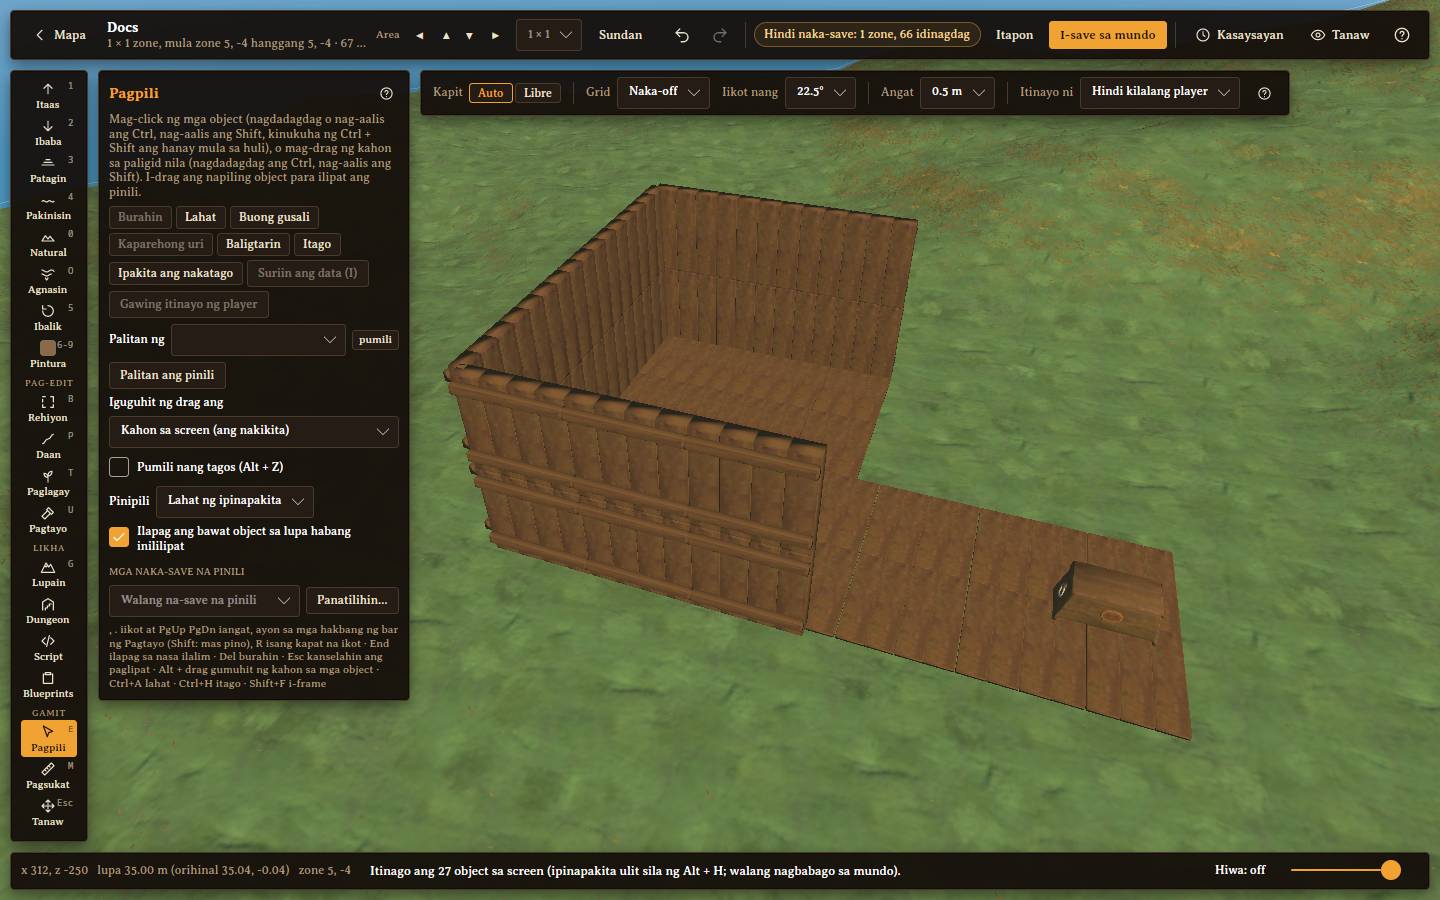 Mapa
Docs
1 × 1 zone, mula zone 5, -4 hanggang 5, -4 · 67 ...
Area
1 × 1
Sundan
Hindi naka-save: 1 zone, 66 idinagdag
Itapon
I-save sa mundo
Kasaysayan
Tanaw
1
Itaas
2
Ibaba
3
Patagin
4
Pakinisin
0
Natural
O
Agnasin
5
Ibalik
6-9
Pintura
PAG-EDIT
B
Rehiyon
P
Daan
T
Paglagay
U
Pagtayo
LIKHA
G
Lupain
Dungeon
Script
Blueprints
GAMIT
E
Pagpili
M
Pagsukat
Esc
Tanaw
Pagpili
Mag-click ng mga object (nagdadagdag o nag-aalis
ang Ctrl, nag-aalis ang Shift, kinukuha ng Ctrl +
Shift ang hanay mula sa huli), o mag-drag ng kahon
sa paligid nila (nagdadagdag ang Ctrl, nag-aalis ang
Shift). I-drag ang napiling object para ilipat ang
pinili.
Burahin
Lahat
Buong gusali
Kaparehong uri
Baligtarin
Itago
Ipakita ang nakatago
Suriin ang data (I)
Gawing itinayo ng player
Palitan ng
pumili
Palitan ang pinili
Iguguhit ng drag ang
Kahon sa screen (ang nakikita)
Pumili nang tagos (Alt + Z)
Pinipili
Lahat ng ipinapakita
Ilapag ang bawat object sa lupa habang
inililipat
MGA NAKA-SAVE NA PINILI
Walang na-save na pinili
Panatilihin...
, . iikot at PgUp PgDn iangat, ayon sa mga hakbang ng bar
ng Pagtayo (Shift: mas pino), R isang kapat na ikot · End
ilapag sa nasa ilalim · Del burahin · Esc kanselahin ang
paglipat · Alt + drag gumuhit ng kahon sa mga object ·
Ctrl+A lahat · Ctrl+H itago · Shift+F i-frame
Kapit
Auto
Libre
Grid
Naka-off
Iikot nang
22.5°
Angat
0.5 m
Itinayo ni
Hindi kilalang player
x 312, z -250
lupa 35.00 m (orihinal 35.04, -0.04)
zone 5, -4
Itinago ang 27 object sa screen (ipinapakita ulit sila ng Alt + H; walang nagbabago sa mundo).
Hiwa: off